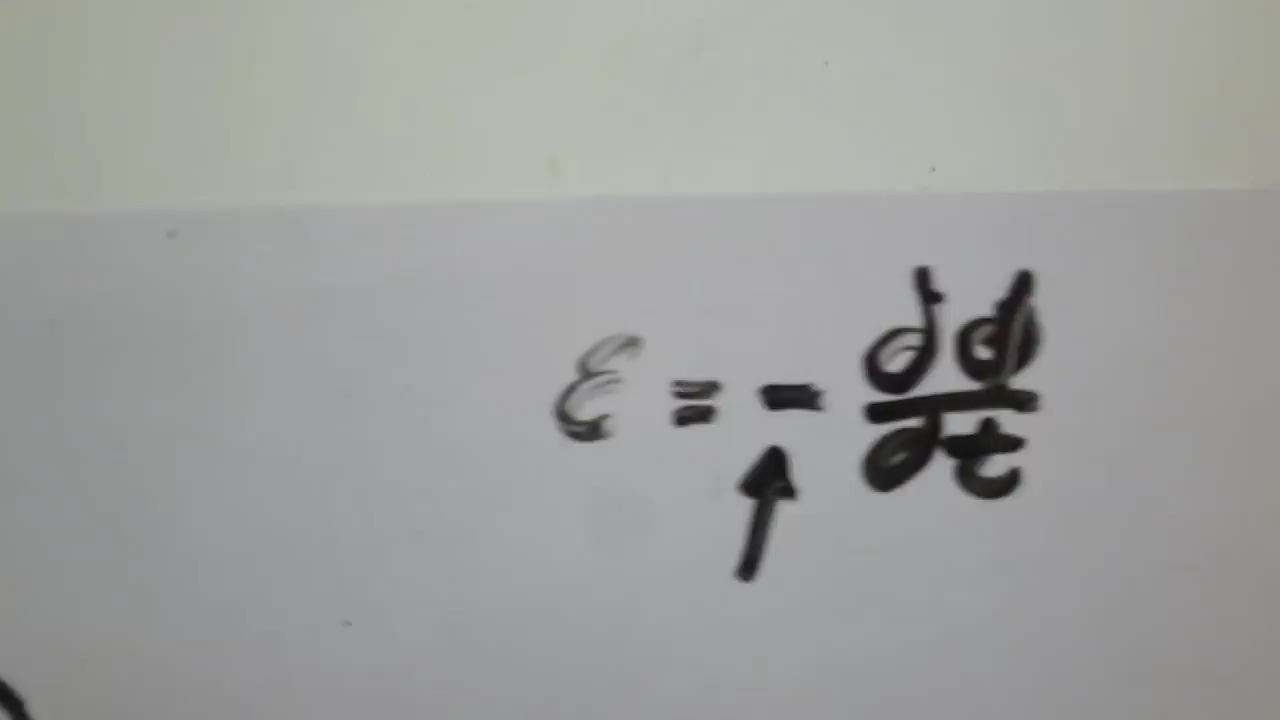 ε = - dϕ/dt